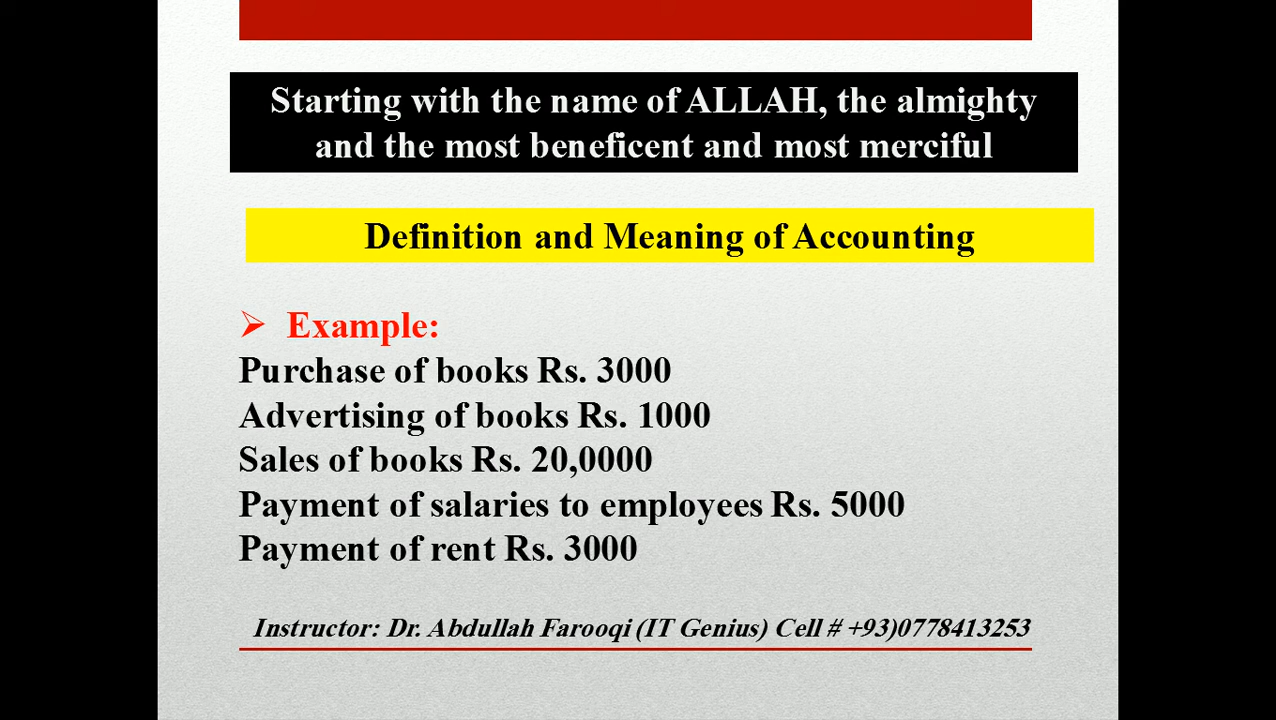 Starting with the name of ALLAH, the almighty
and the most beneficent and most merciful
Definition and Meaning of Accounting
Example:
Purchase of books Rs. 3000
Advertising of books Rs. 1000
Sales of books Rs. 20,0000
Payment of salaries to employees Rs. 5000
Payment of rent Rs. 3000
Instructor: Dr. Abdullah Farooqi (IT Genius) Cell # +93)0778413253